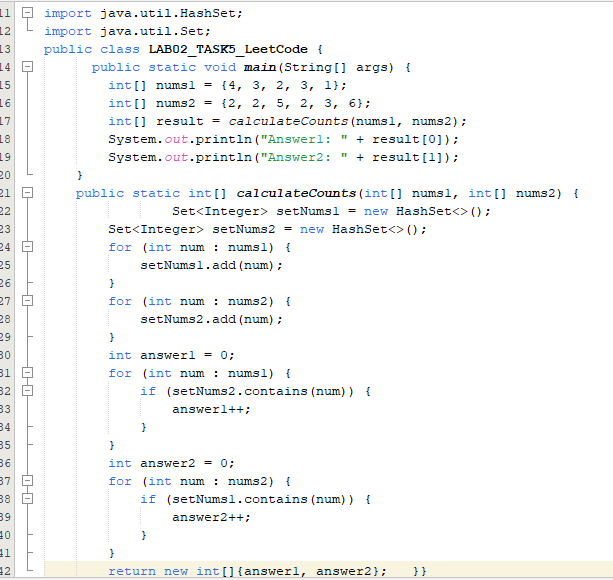 11 import java.util.HashSet;
12 import java.util.Set;
13 public class LAB02_TASK5_LeetCode {
14 public static void main(String[] args) {
15 int[] nums1 = {4, 3, 2, 3, 1};
16 int[] nums2 = {2, 2, 5, 2, 3, 6};
17 int[] result = calculateCounts(nums1, nums2);
18 System.out.println("Answer1: " + result[0]);
19 System.out.println("Answer2: " + result[1]);
20 }
21 public static int[] calculateCounts(int[] nums1, int[] nums2) {
22 Set<Integer> setNums1 = new HashSet<>();
23 Set<Integer> setNums2 = new HashSet<>();
24 for (int num : nums1) {
25 setNums1.add(num);
26 }
27 for (int num : nums2) {
28 setNums2.add(num);
29 }
30 int answer1 = 0;
31 for (int num : nums1) {
32 if (setNums2.contains(num)) {
33 answer1++;
34 }
35 }
36 int answer2 = 0;
37 for (int num : nums2) {
38 if (setNums1.contains(num)) {
39 answer2++;
40 }
41 }
42 return new int[]{answer1, answer2}; }}